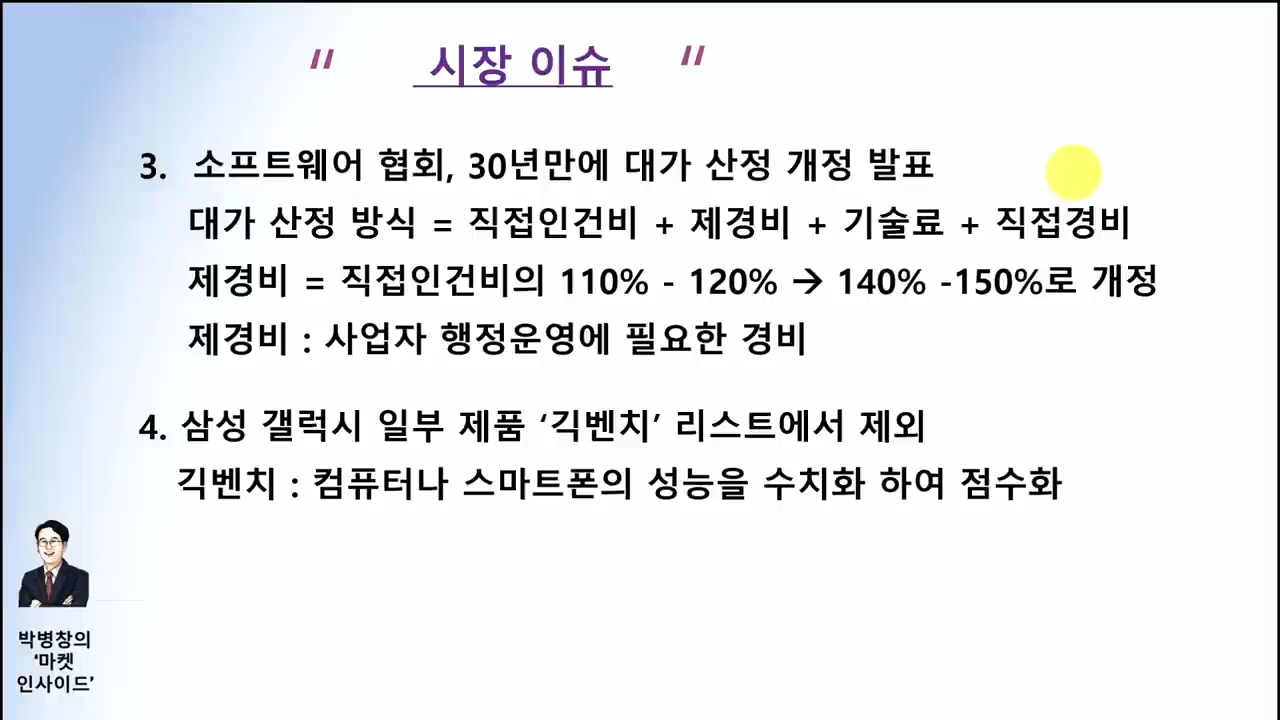 “ 시장 이슈 “
3. 소프트웨어 협회, 30년만에 대가 산정 개정 발표
대가 산정 방식 = 직접인건비 + 제경비 + 기술료 + 직접경비
제경비 = 직접인건비의 110% - 120% → 140% -150%로 개정
제경비 : 사업자 행정운영에 필요한 경비
4. 삼성 갤럭시 일부 제품 ‘긱벤치’ 리스트에서 제외
긱벤치 : 컴퓨터나 스마트폰의 성능을 수치화 하여 점수화
박병창의
‘마켓
인사이드’